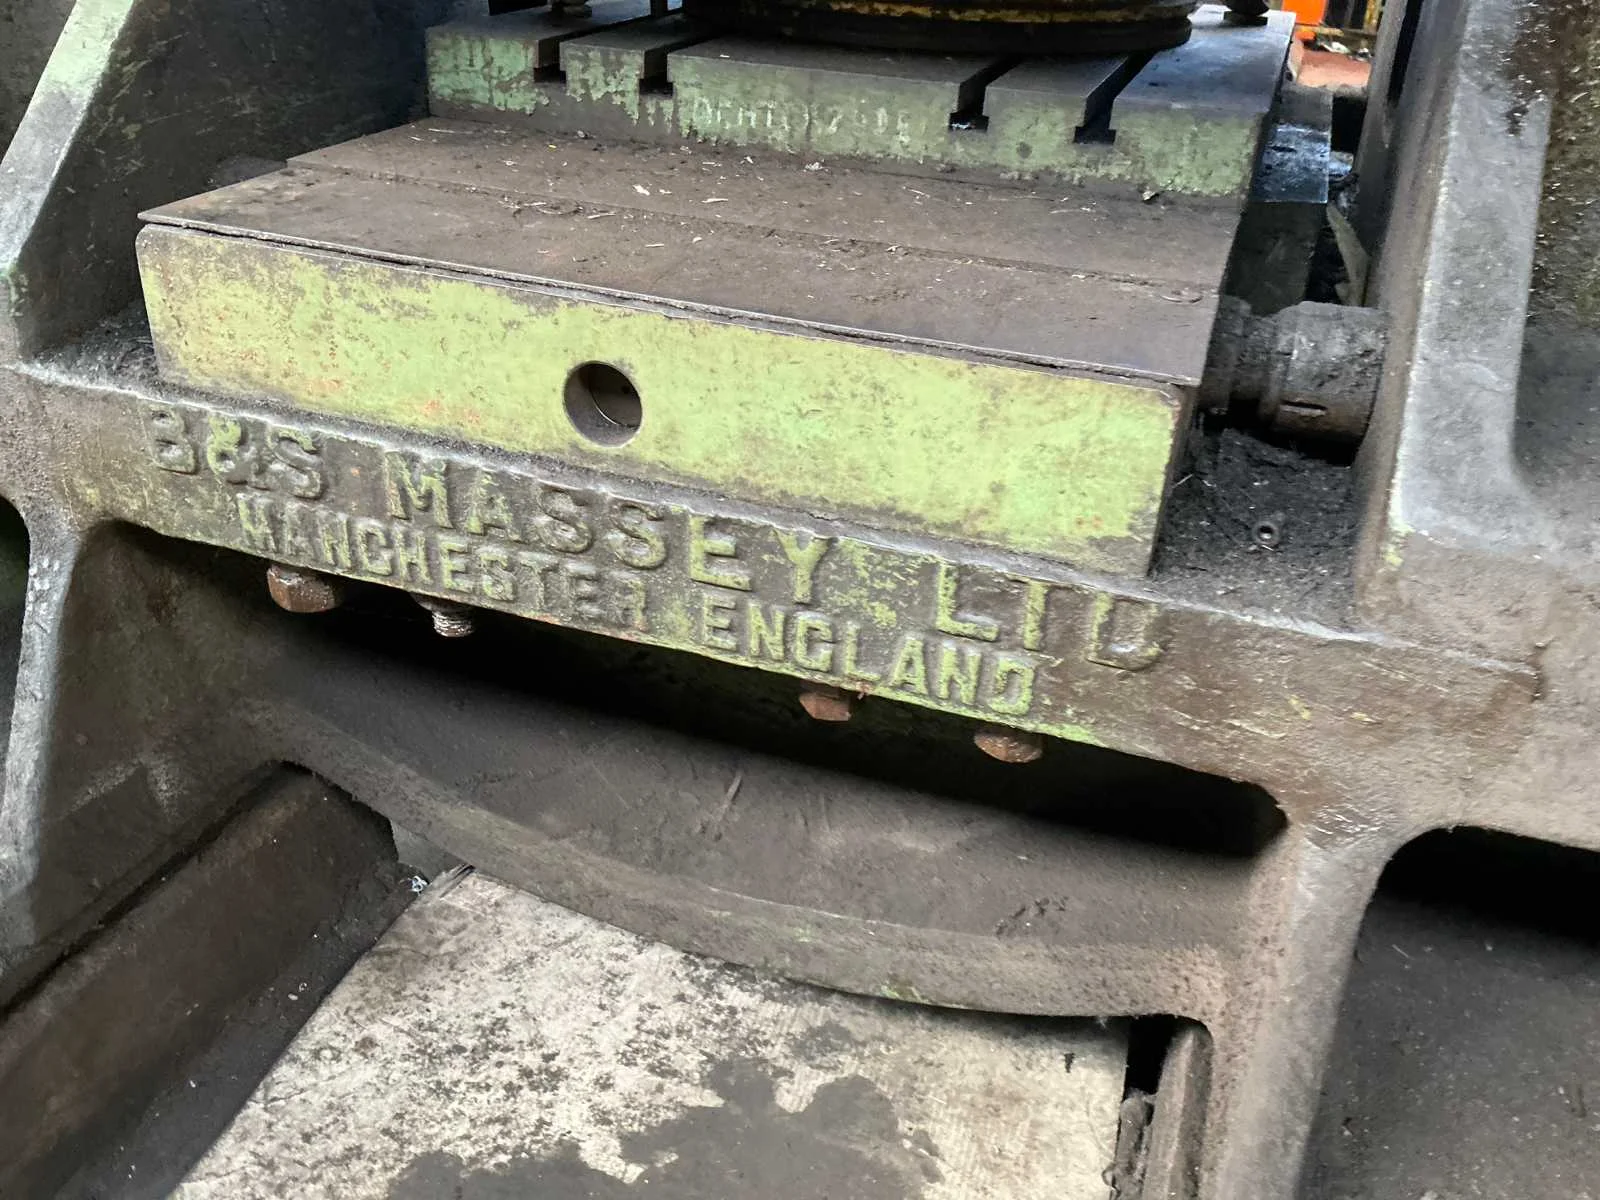 B&S MASSEY LTD
MANCHESTER ENGLAND